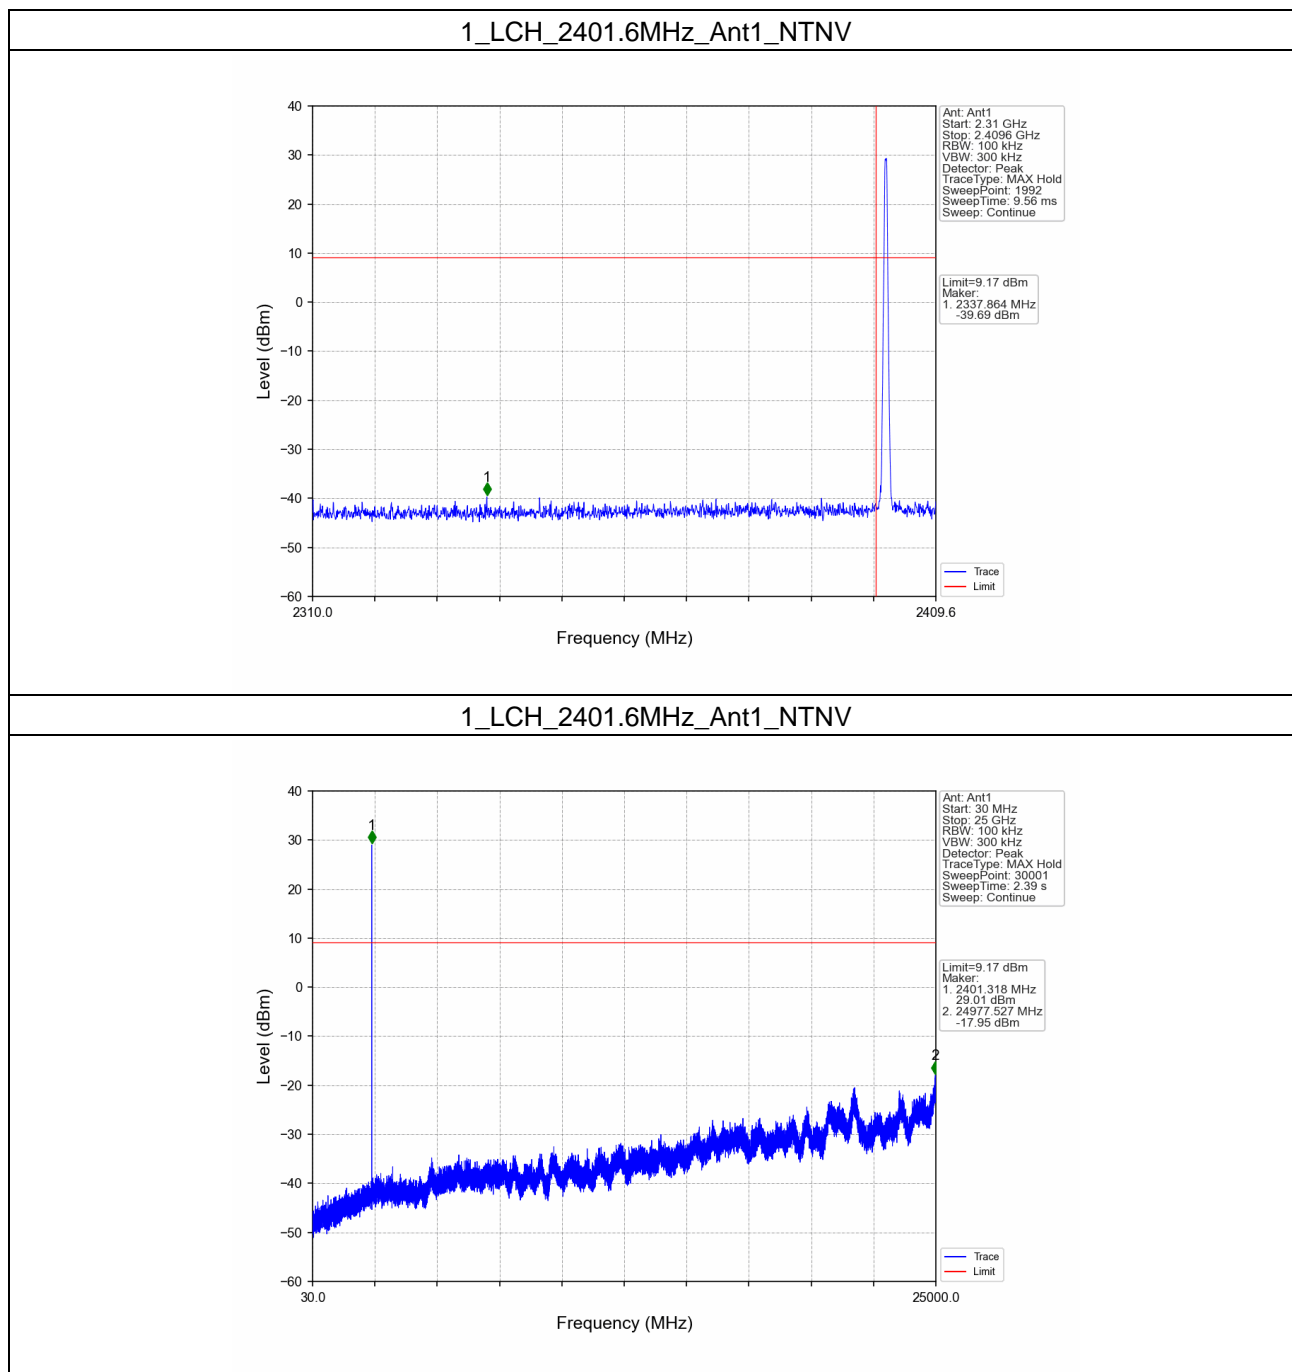 1_LCH_2401.6MHz_Ant1_NTNV
40
30
20
10
0
−10
−20
−30
−40
−50
−60
Level (dBm)
1
2310.0
2409.6
Frequency (MHz)
Ant: Ant1
Start: 2.31 GHz
Stop: 2.4096 GHz
RBW: 100 kHz
VBW: 300 kHz
Detector: Peak
TraceType: MAX Hold
SweepPoint: 1992
SweepTime: 9.56 ms
Sweep: Continue
Limit=9.17 dBm
Maker:
1. 2337.864 MHz
-39.69 dBm
Trace
Limit
1_LCH_2401.6MHz_Ant1_NTNV
40
30
20
10
0
−10
−20
−30
−40
−50
−60
Level (dBm)
1
2
30.0
25000.0
Frequency (MHz)
Ant: Ant1
Start: 30 MHz
Stop: 25 GHz
RBW: 100 kHz
VBW: 300 kHz
Detector: Peak
TraceType: MAX Hold
SweepPoint: 30001
SweepTime: 2.39 s
Sweep: Continue
Limit=9.17 dBm
Maker:
1. 2401.318 MHz
29.01 dBm
2. 24977.527 MHz
-17.95 dBm
Trace
Limit